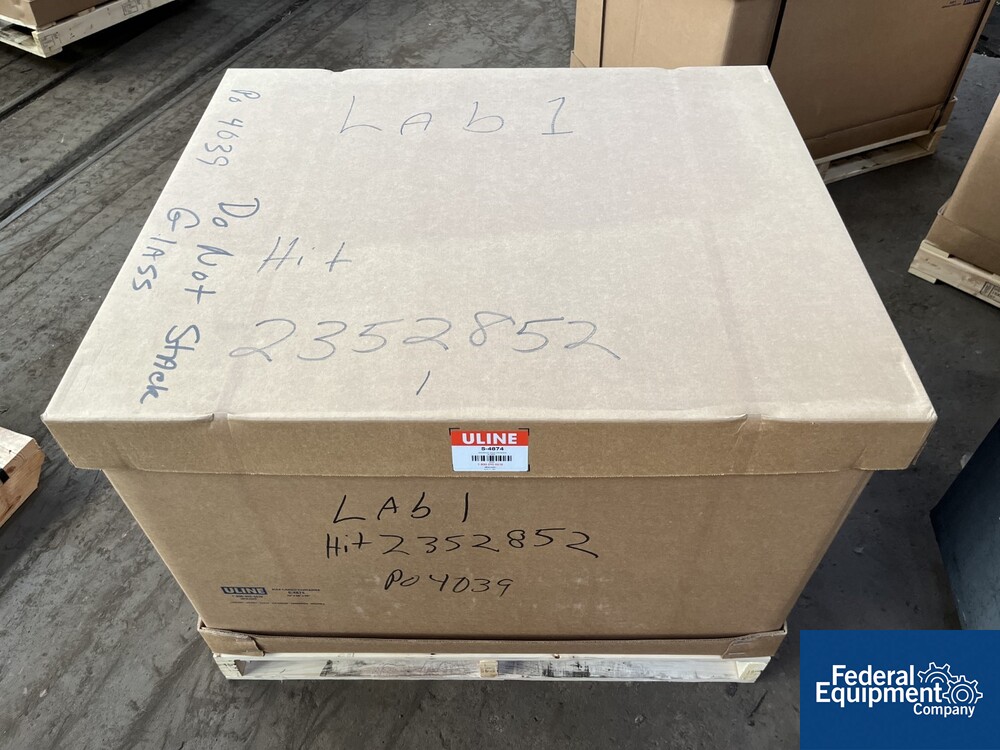 LAb 1
Po 4039
Do Not Stack
GlASS
Hit
2352852
1
ULINE
S-4874
LAb 1
Hit 2352852
Po 4039
ULINE
Federal
Equipment
Company